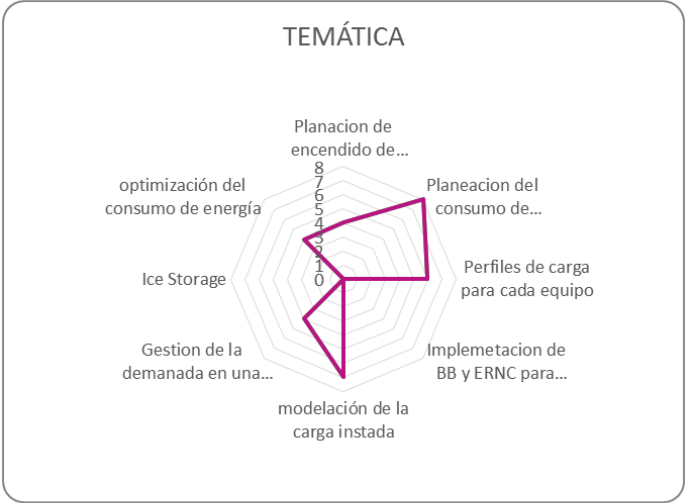 TEMÁTICA
Planacion de
encendido de...
Planeacion del
consumo de...
Perfiles de carga
para cada equipo
Implemetacion de
BB y ERNC para...
modelación de la
carga instada
Gestion de la
demanada en una...
Ice Storage
optimización del
consumo de energía
8
7
6
5
4
3
2
1
0